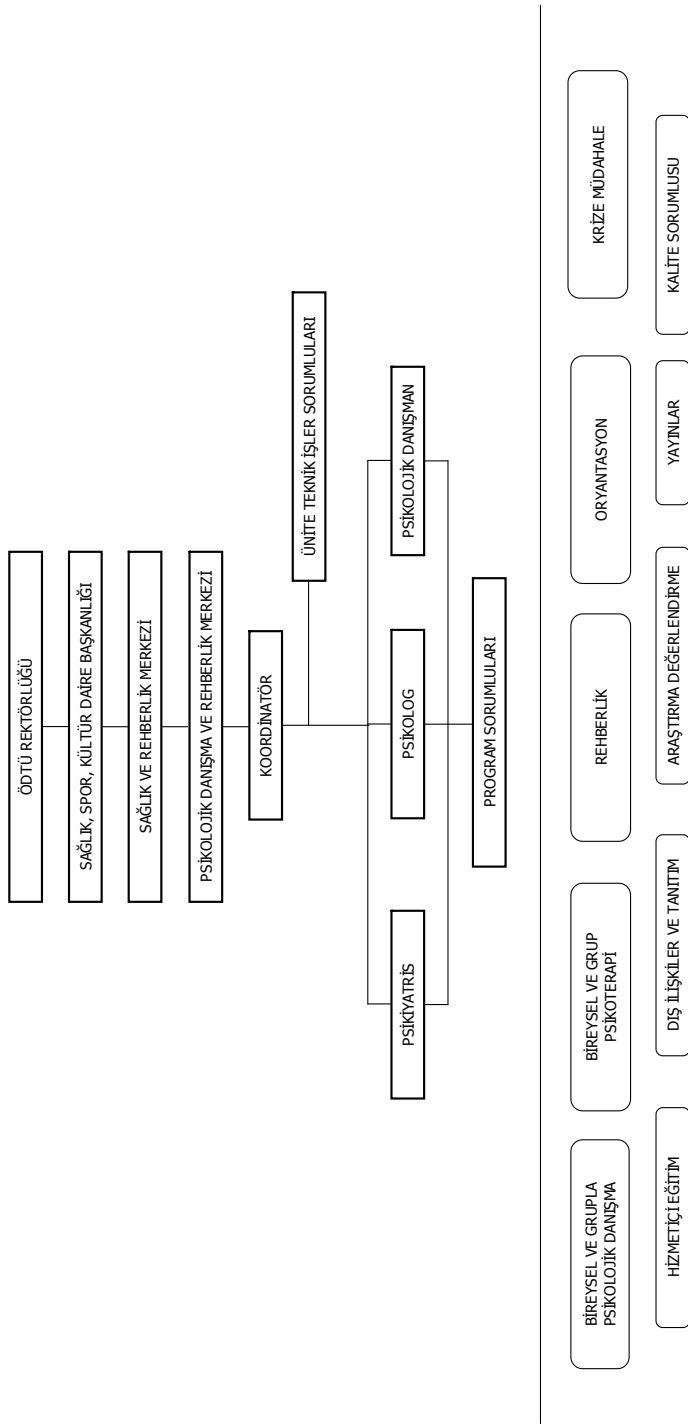 ÖDTÜ REKTÖRLÜĞÜ
SAĞLIK, SPOR, KÜLTÜR DAİRE BAŞKANLIĞI
SAĞLIK VE REHBERLİK MERKEZİ
PSİKOLOJİK DANIŞMA VE REHBERLİK MERKEZİ
KOORDİNATÖR
ÜNİTE TEKNİK İŞLER SORUMLULARI
PSİKİYATRİS
PSİKOLOG
PSİKOLOJİK DANIŞMAN
PROGRAM SORUMLULARI
BİREYSEL VE GRUPLA
PSİKOLOJİK DANIŞMA
BİREYSEL VE GRUP
PSİKOTERAPİ
REHBERLİK
ORYANTASYON
KRİZE MÜDAHALE
HİZMETİÇİ EĞİTİM
DIŞ İLİŞKİLER VE TANITIM
ARAŞTIRMA DEĞERLENDİRME
YAYINLAR
KALİTE SORUMLUSU